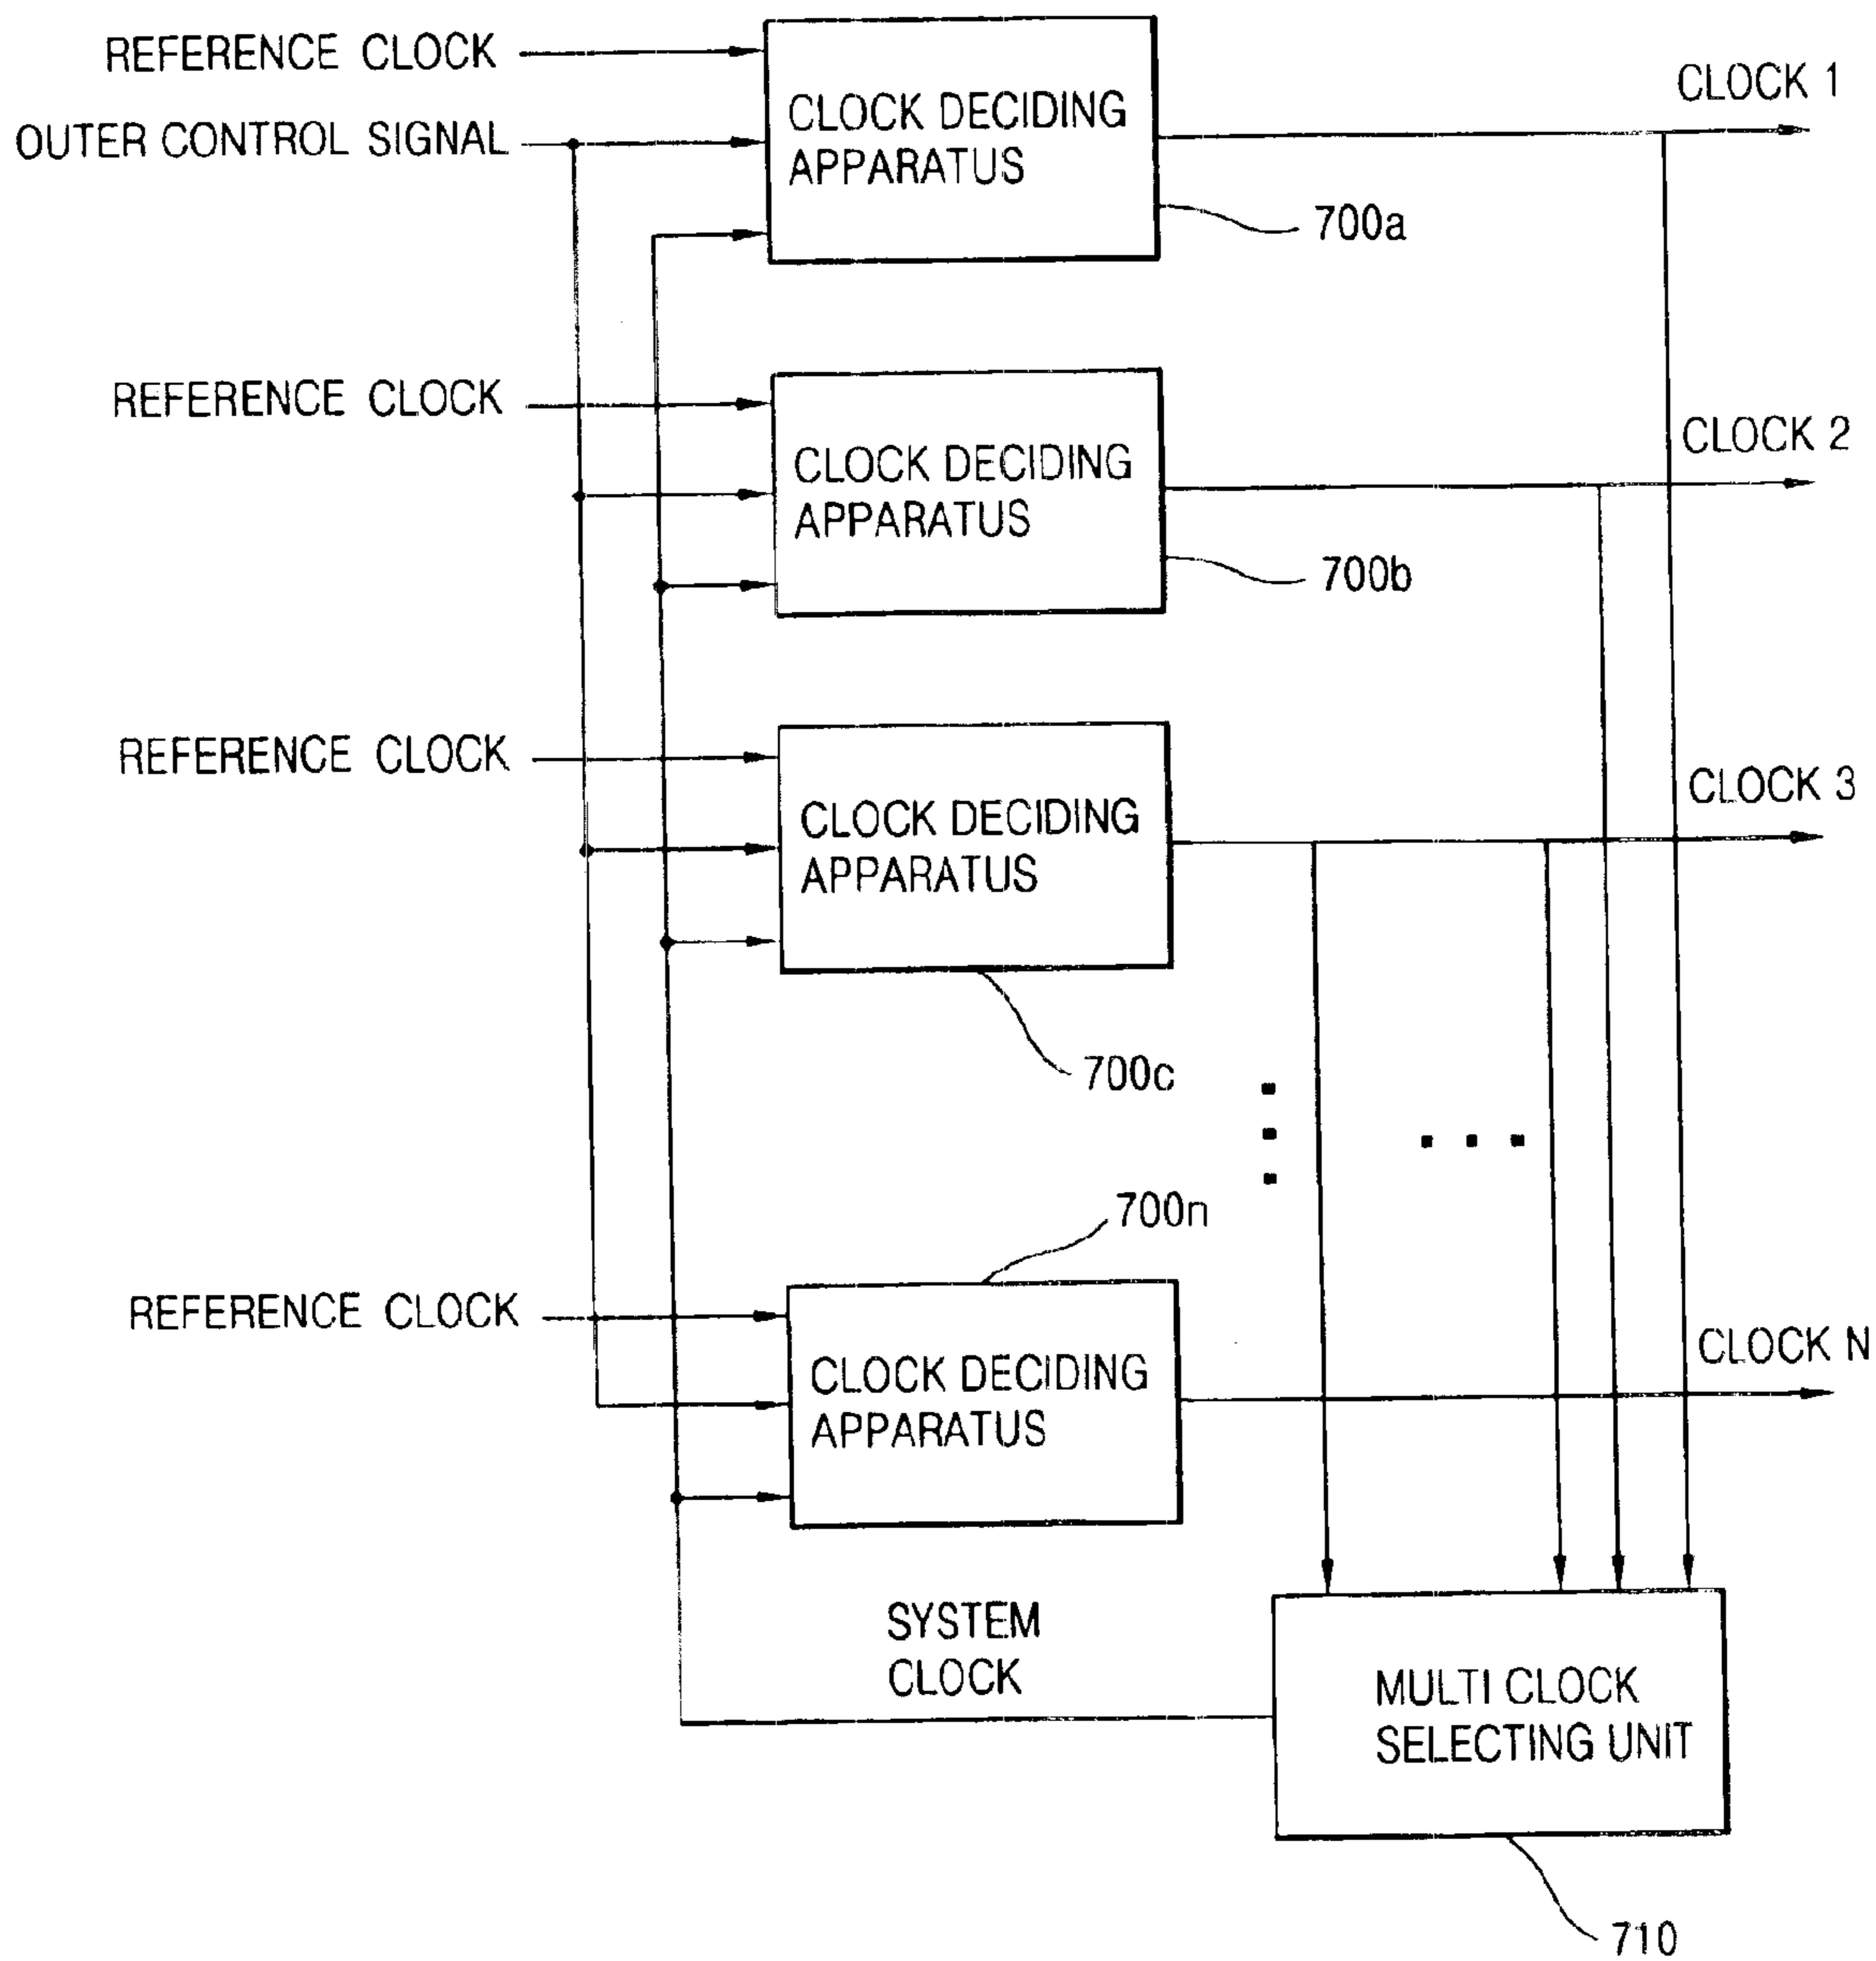 REFERENCE CLOCK
OUTER CONTROL SIGNAL
CLOCK DECIDING
APPARATUS
CLOCK 1
700a
REFERENCE CLOCK
CLOCK DECIDING
APPARATUS
CLOCK 2
700b
REFERENCE CLOCK
CLOCK DECIDING
APPARATUS
CLOCK 3
700c
700n
REFERENCE CLOCK
CLOCK DECIDING
APPARATUS
CLOCK N
SYSTEM
CLOCK
MULTI CLOCK
SELECTING UNIT
710